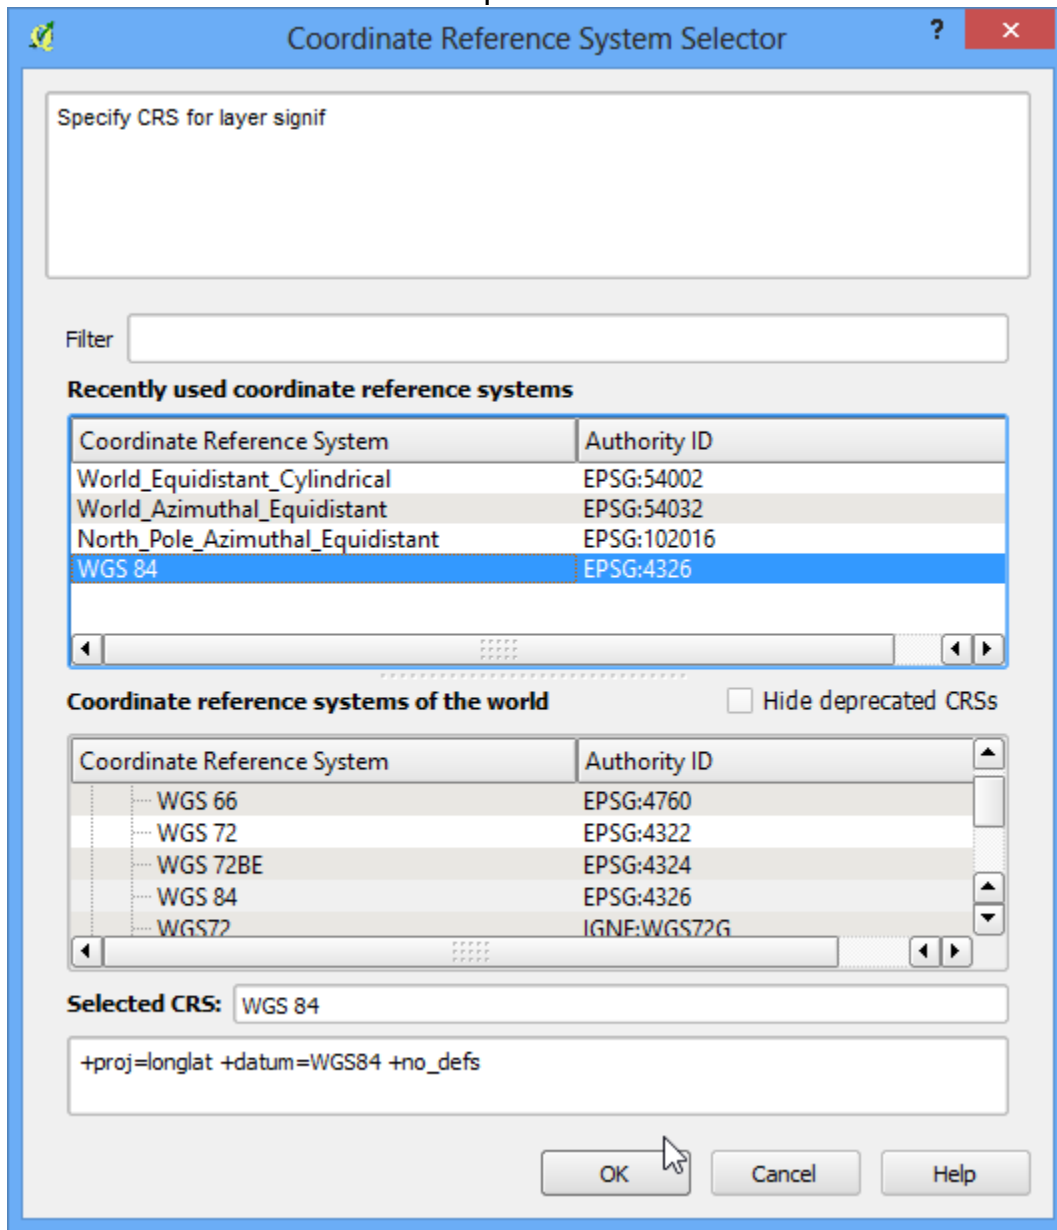 Coordinate Reference System Selector ? ×
Specify CRS for layer signif
Filter
Recently used coordinate reference systems
Coordinate Reference System Authority ID
World_Equidistant_Cylindrical EPSG:54002
World_Azimuthal_Equidistant EPSG:54032
North_Pole_Azimuthal_Equidistant EPSG:102016
WGS 84 EPSG:4326
Coordinate reference systems of the world Hide deprecated CRSs
Coordinate Reference System Authority ID
WGS 66 EPSG:4760
WGS 72 EPSG:4322
WGS 72BE EPSG:4324
WGS 84 EPSG:4326
WGS72 IGNF:WGS72G
Selected CRS: WGS 84
+proj=longlat +datum=WGS84 +no_defs
OK Cancel Help